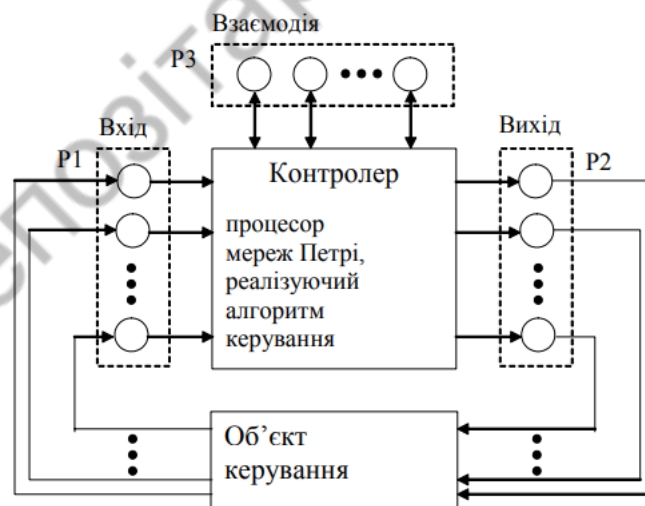 Взаємодія
P3
Вхід
Вихід
P1
P2
Контролер
процесор
мереж Петрі,
реалізуючий
алгоритм
керування
Об’єкт
керування